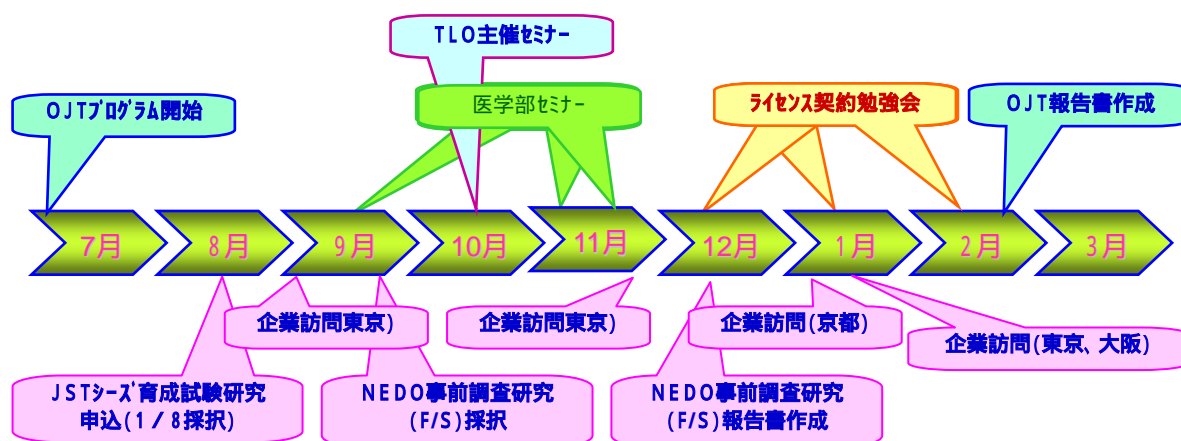 TLO主催ｾﾐﾅｰ
OJTﾌﾟﾛｸﾞﾗﾑ開始
医学部ｾﾐﾅｰ
ﾗｲｾﾝｽ契約勉強会
OJT報告書作成
7月
8月
9月
10月
11月
12月
1月
2月
3月
企業訪問東京)
企業訪問東京)
企業訪問(京都)
企業訪問(東京、大阪)
JSTｼｰｽﾞ育成試験研究
申込(1/8採択)
NEDO事前調査研究
(F/S)採択
NEDO事前調査研究
(F/S)報告書作成